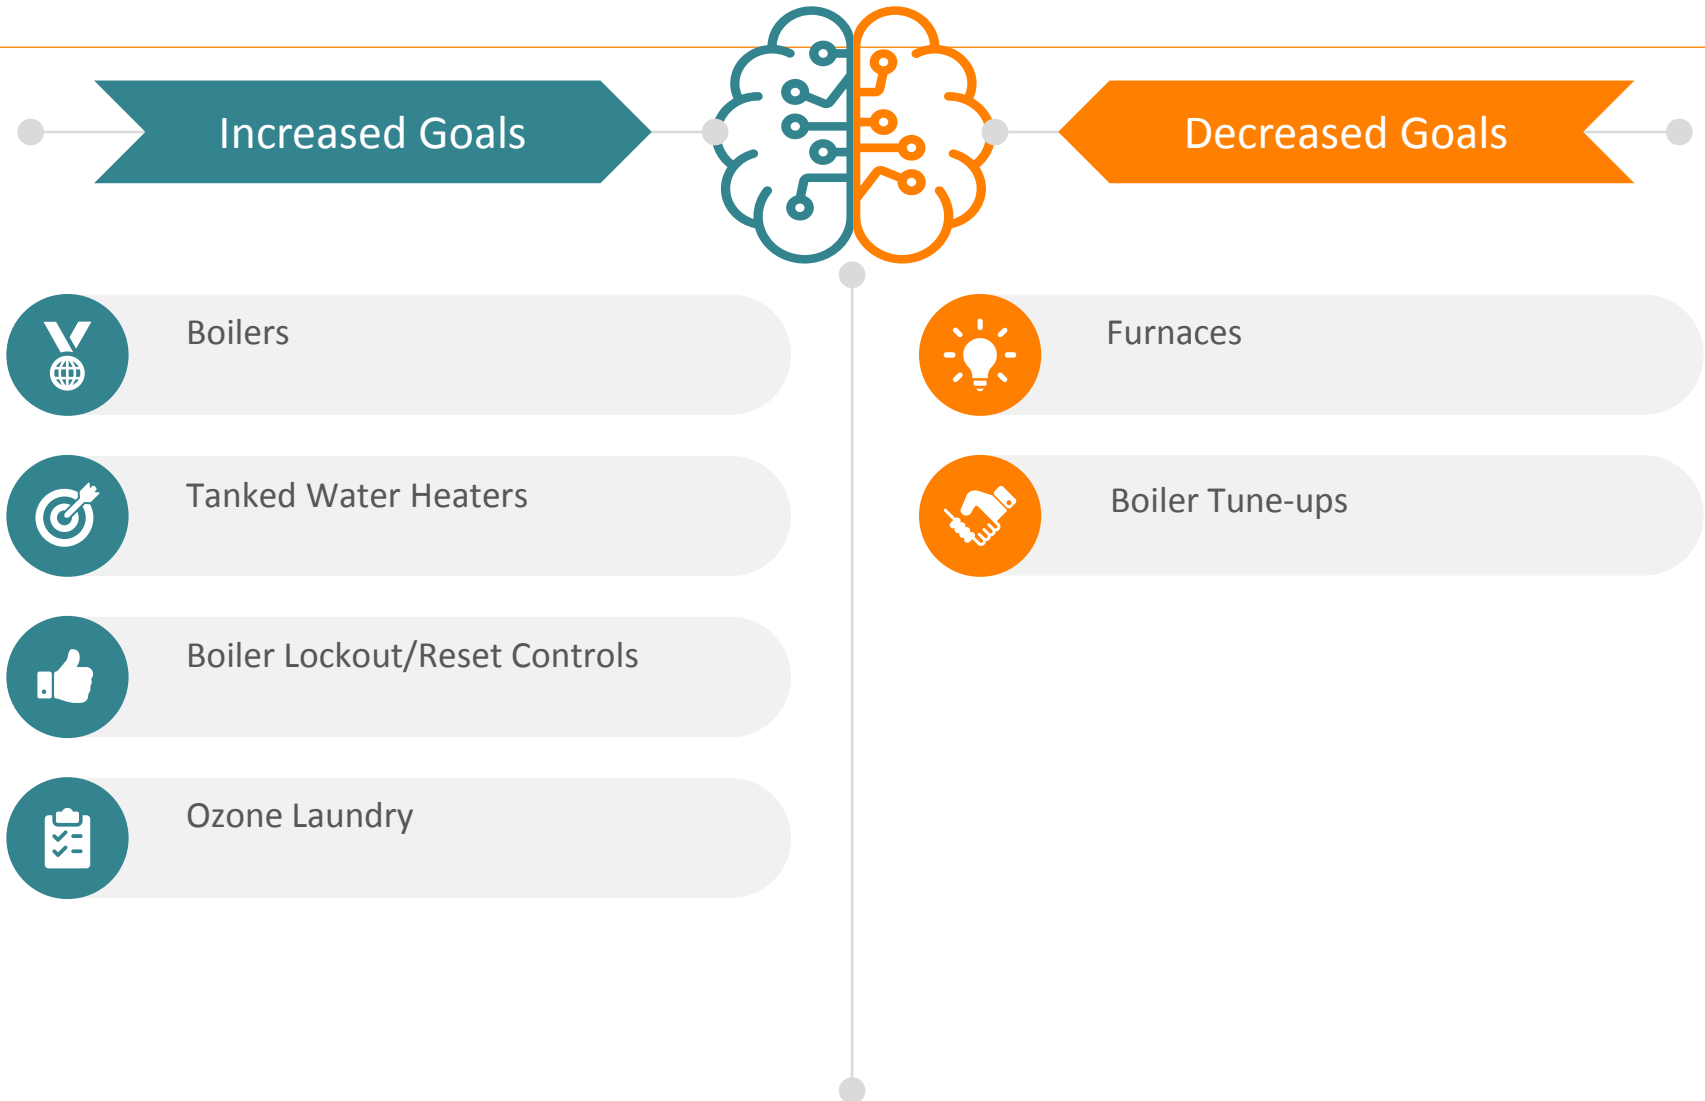 Increased Goals
Decreased Goals
Boilers
Tanked Water Heaters
Boiler Lockout/Reset Controls
Ozone Laundry
Furnaces
Boiler Tune-ups